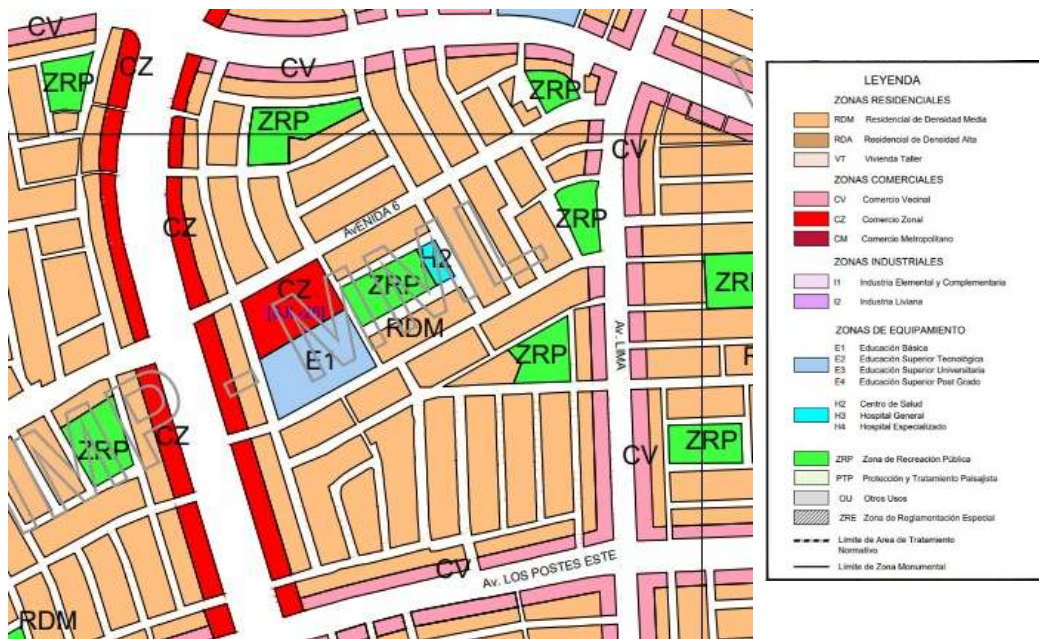 CV
CZ
CV
ZRP
ZRP
ZRP
CV
CZ
AvENIDA 6
ZRP
H2
ZRP
CZ
RDM
E1
ZRP
Av. LIMA
ZRP
CZ
ZRP
ZRP
CV
CV
Av. LOS POSTES ESTE
RDM
LEYENDA
ZONAS RESIDENCIALES
RDM Residencial de Densidad Media
RDA Residencial de Densidad Alta
VT Vivienda Taller
ZONAS COMERCIALES
CV Comercio Vecinal
CZ Comercio Zonal
CM Comercio Metropolitano
ZONAS INDUSTRIALES
I1 Industria Elemental y Complementaria
I2 Industria Liviana
ZONAS DE EQUIPAMIENTO
E1 Educación Básica
E2 Educación Superior Tecnológica
E3 Educación Superior Universitaria
E4 Educación Superior Post Grado
H2 Centro de Salud
H3 Hospital General
H4 Hospital Especializado
ZRP Zona de Recreación Pública
PTP Protección y Tratamiento Paisajista
OU Otros Usos
ZRE Zona de Reglamentación Especial
Límite de Area de Tratamiento
Normativo
Límite de Zona Monumental